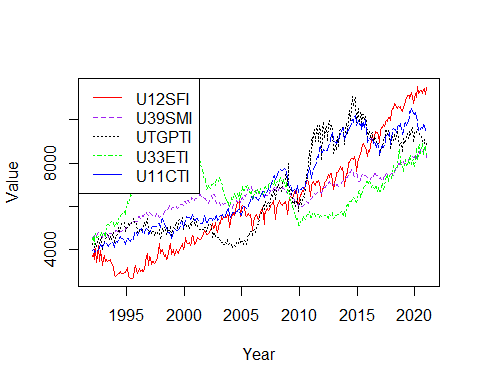 U12SFI
U39SMI
UTGPTI
U33ETI
U11CTI
Value
4000
8000
1995
2000
2005
2010
2015
2020
Year